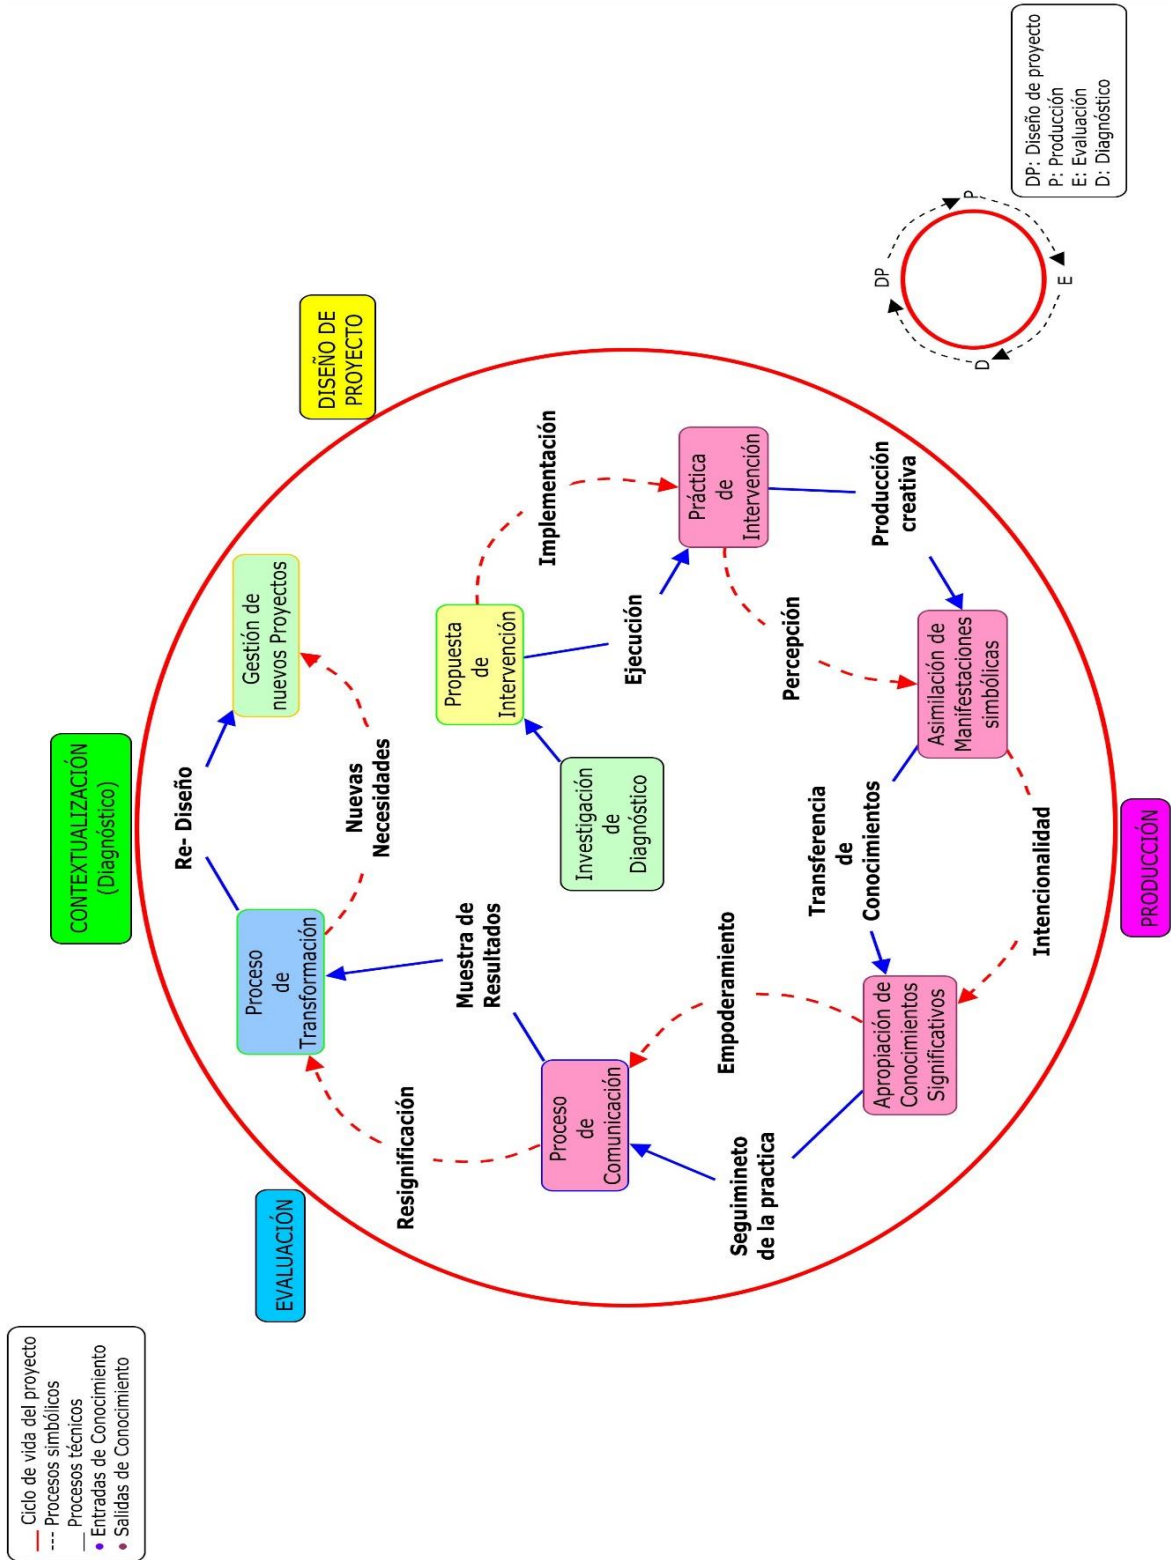 Ciclo de vida del proyecto
Procesos simbólicos
Procesos técnicos
Entradas de Conocimiento
Salidas de Conocimiento
CONTEXTUALIZACIÓN
(Diagnóstico)
EVALUACIÓN
DISEÑO DE
PROYECTO
Re- Diseño
Proceso
de
Transformación
Gestión de
nuevos Proyectos
Nuevas
Necesidades
Resignificación
Muestra de
Resultados
Propuesta
de
Intervención
Implementación
Proceso
de
Comunicación
Investigación
de
Diagnóstico
Ejecución
Práctica
de
Intervención
Empoderamiento
Percepción
Seguimineto
de la practica
Transferencia
de
Conocimientos
Producción
creativa
Apropiación de
Conocimientos
Significativos
Asimilación de
Manifestaciones
simbólicas
Intencionalidad
PRODUCCIÓN
DP
P
E
D
DP: Diseño de proyecto
P: Producción
E: Evaluación
D: Diagnóstico